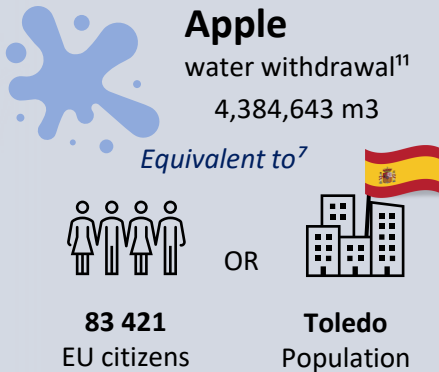 Apple
water withdrawal¹¹
4,384,643 m3
Equivalent to⁷
OR
83 421
EU citizens
Toledo
Population